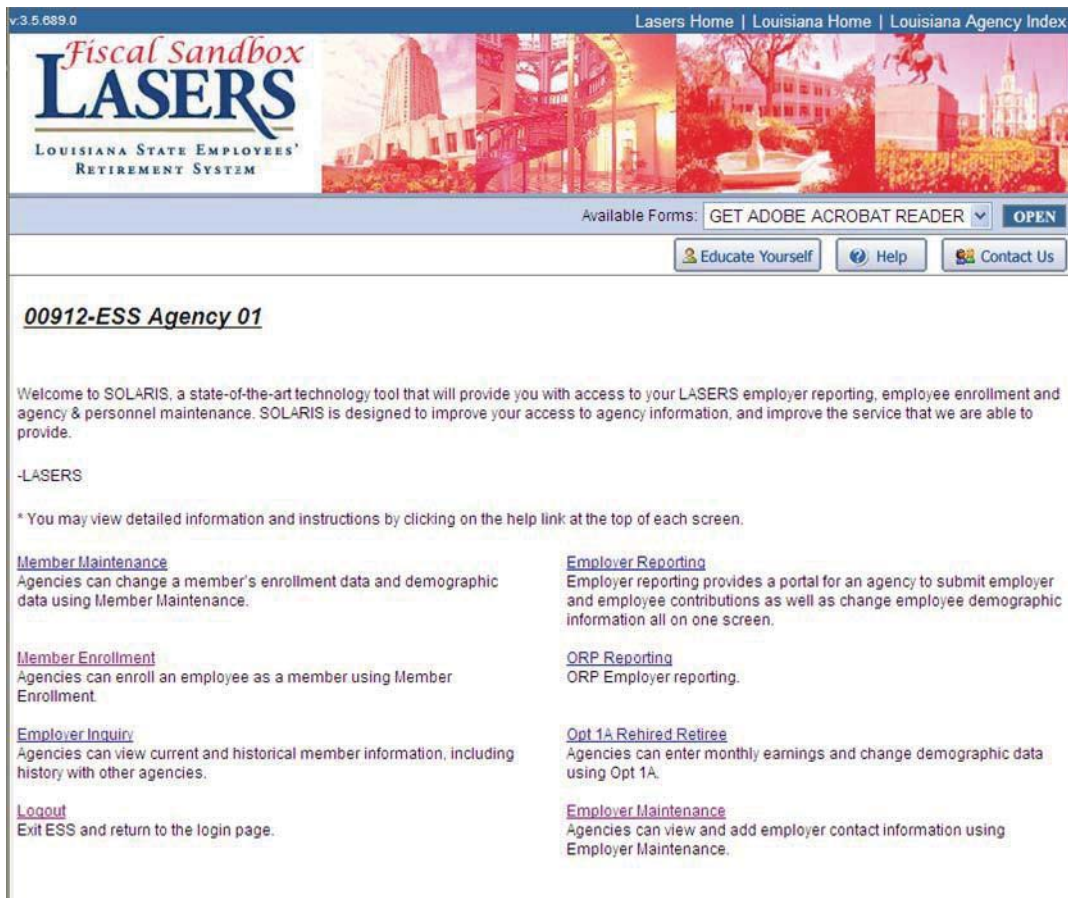 v:3.5.689.0
Lasers Home | Louisiana Home | Louisiana Agency Index
Fiscal Sandbox
LASERS
LOUISIANA STATE EMPLOYEES'
RETIREMENT SYSTEM
Available Forms: GET ADOBE ACROBAT READER OPEN
Educate Yourself Help Contact Us
00912-ESS Agency 01
Welcome to SOLARIS, a state-of-the-art technology tool that will provide you with access to your LASERS employer reporting, employee enrollment and
agency & personnel maintenance. SOLARIS is designed to improve your access to agency information, and improve the service that we are able to
provide.
-LASERS
* You may view detailed information and instructions by clicking on the help link at the top of each screen.
Member Maintenance
Agencies can change a member's enrollment data and demographic
data using Member Maintenance.
Employer Reporting
Employer reporting provides a portal for an agency to submit employer
and employee contributions as well as change employee demographic
information all on one screen.
Member Enrollment
Agencies can enroll an employee as a member using Member
Enrollment.
ORP Reporting
ORP Employer reporting.
Employer Inquiry
Agencies can view current and historical member information, including
history with other agencies.
Opt 1A Rehired Retiree
Agencies can enter monthly earnings and change demographic data
using Opt 1A.
Logout
Exit ESS and return to the login page.
Employer Maintenance
Agencies can view and add employer contact information using
Employer Maintenance.